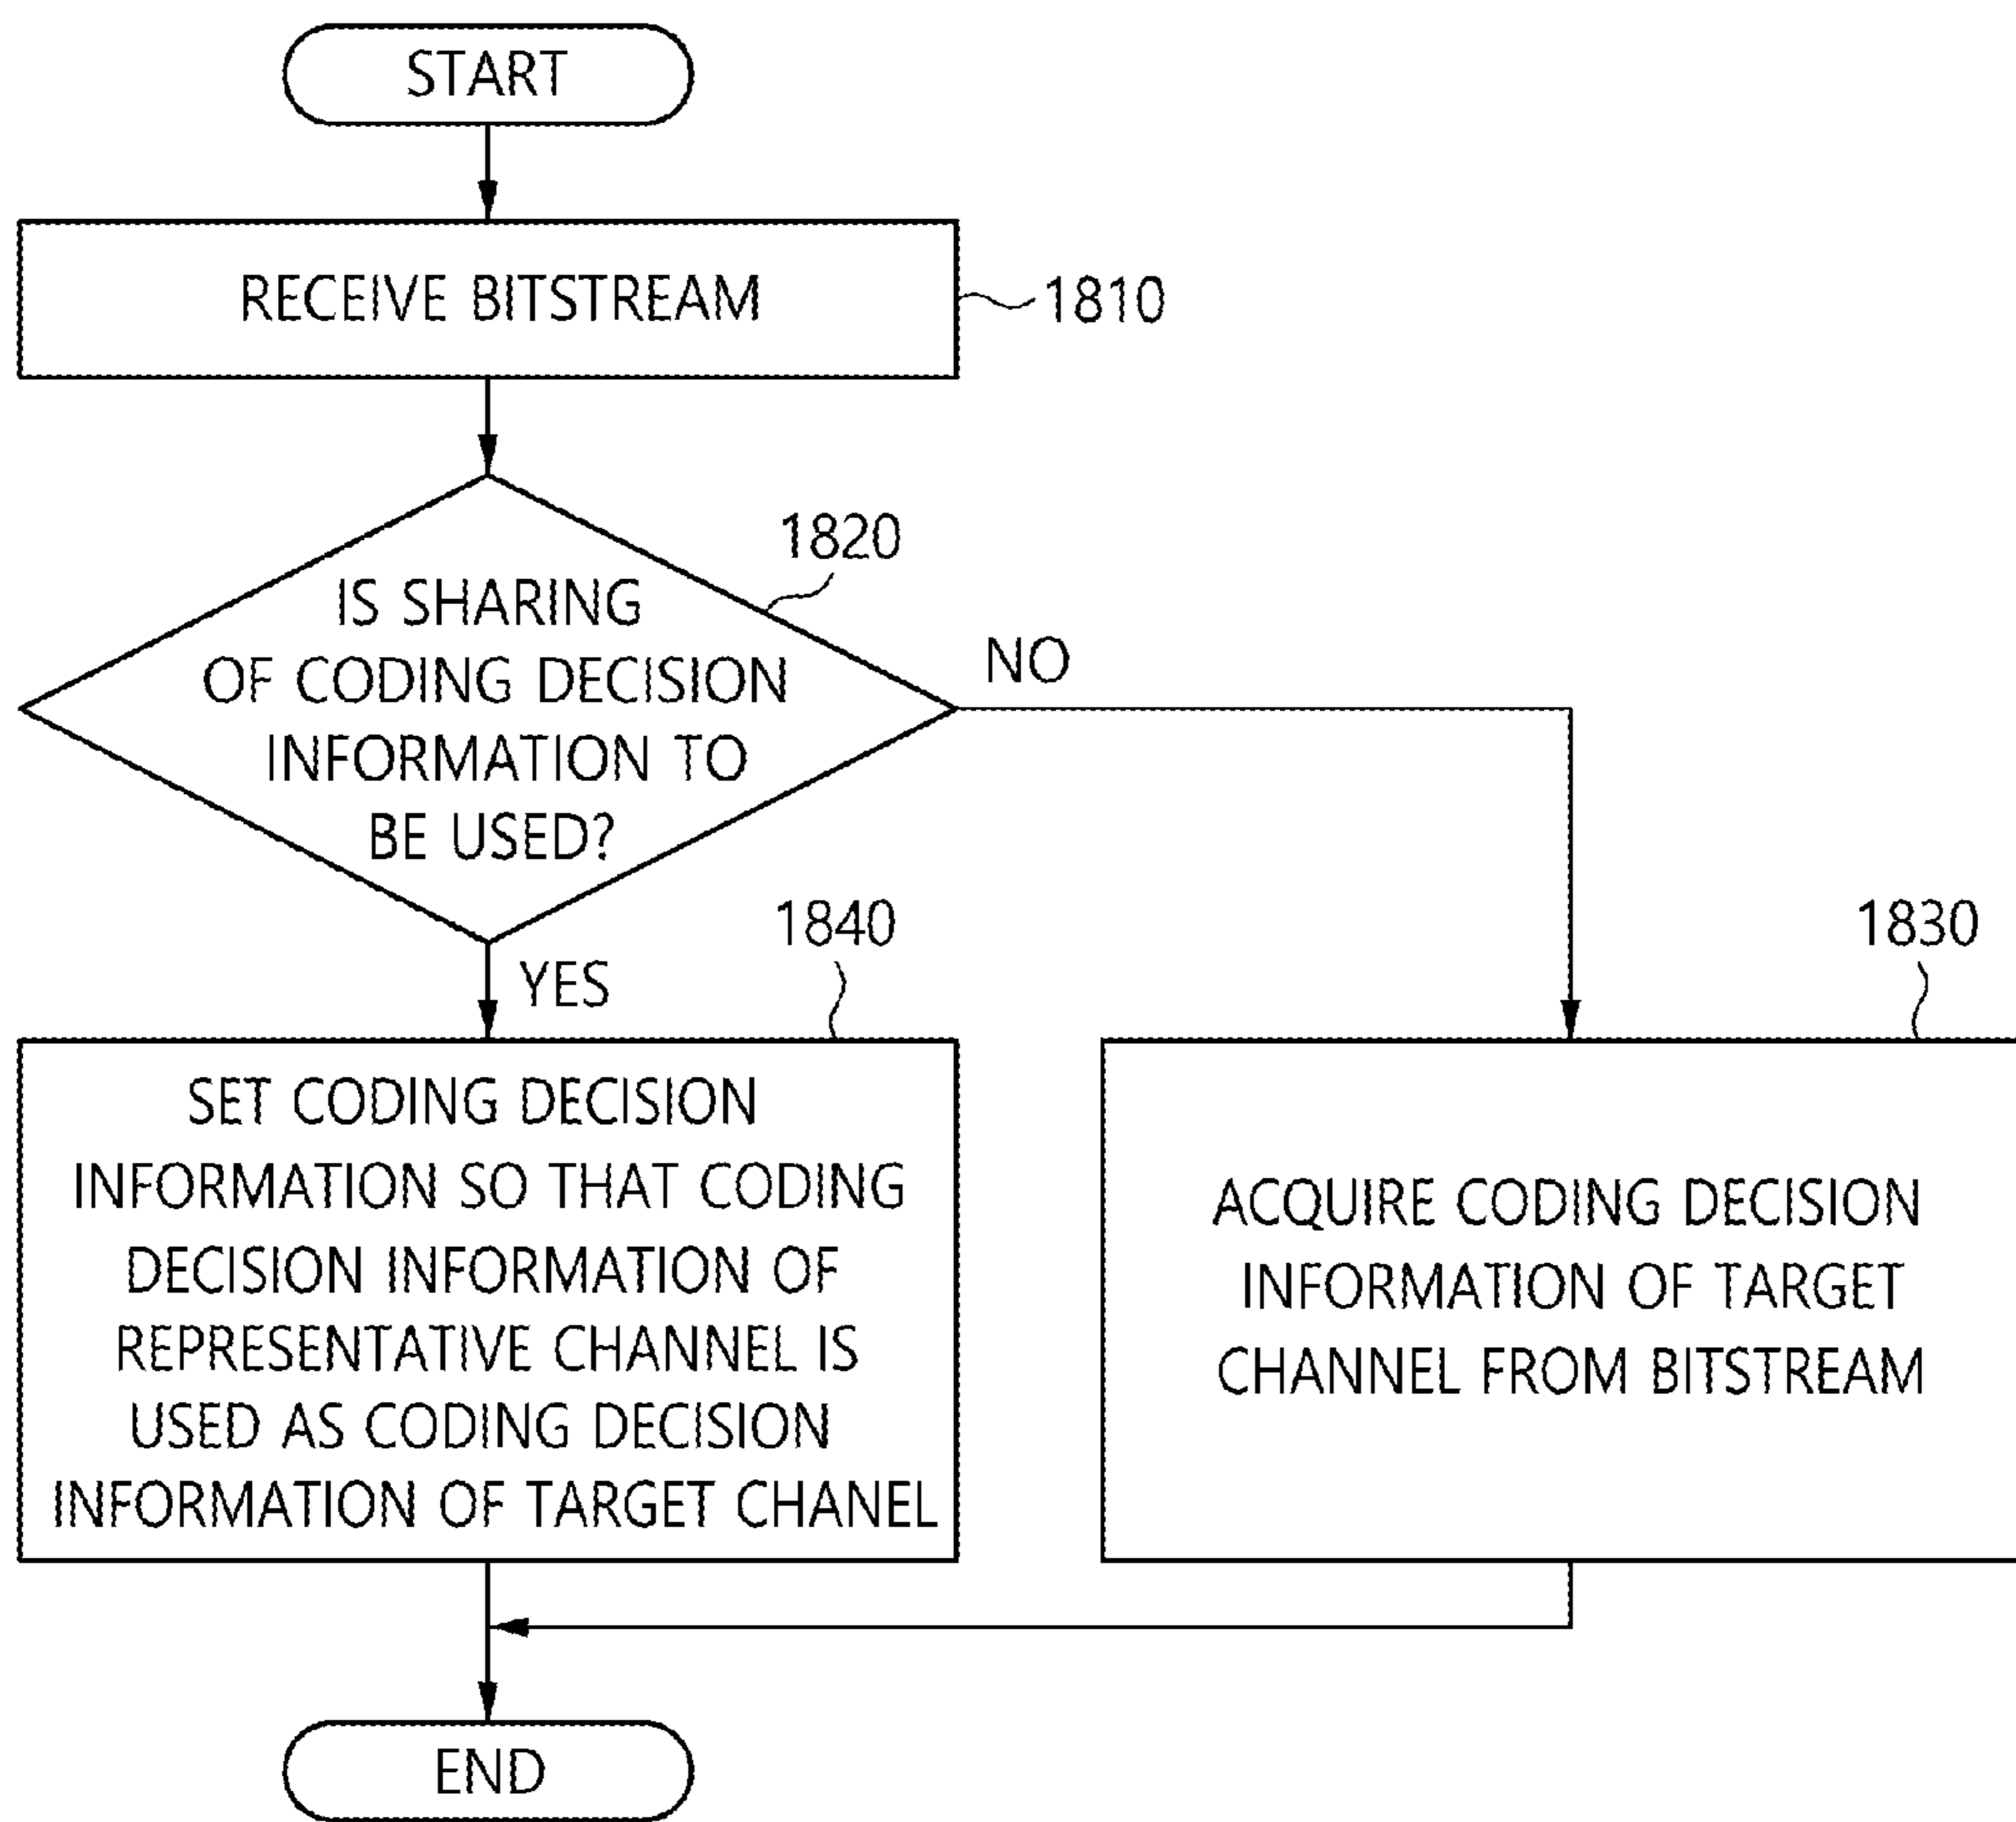 START
RECEIVE BITSTREAM
1810
1820
IS SHARING
OF CODING DECISION
INFORMATION TO
BE USED?
NO
YES
1840
SET CODING DECISION
INFORMATION SO THAT CODING
DECISION INFORMATION OF
REPRESENTATIVE CHANNEL IS
USED AS CODING DECISION
INFORMATION OF TARGET CHANEL
1830
ACQUIRE CODING DECISION
INFORMATION OF TARGET
CHANNEL FROM BITSTREAM
END